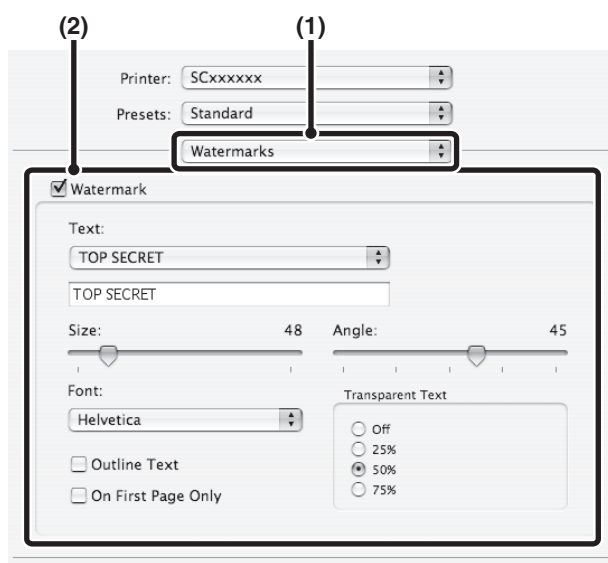 (2) (1)
Printer: SCxxxxxx
Presets: Standard
Watermarks
Watermark
Text:
TOP SECRET
TOP SECRET
Size: 48 Angle: 45
Font: Transparent Text
Helvetica
Off
25%
Outline Text
50%
On First Page Only
75%